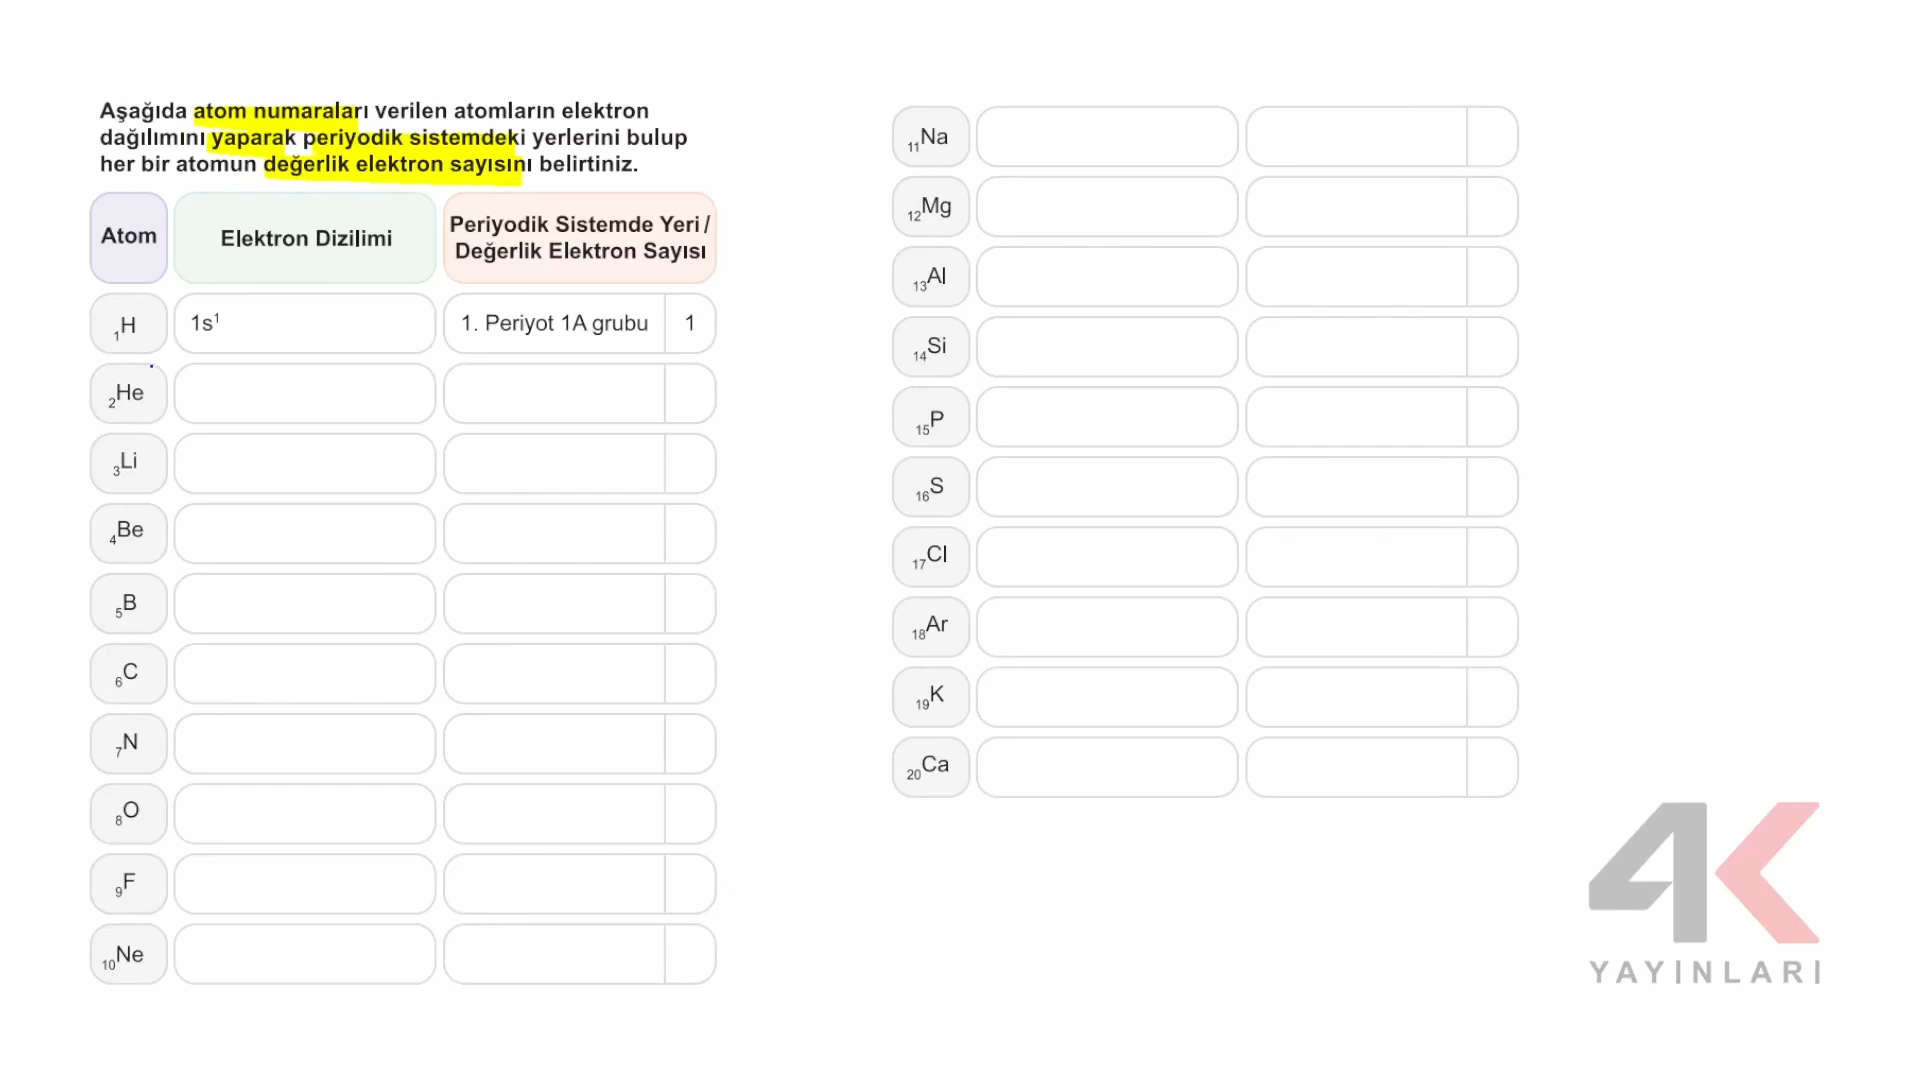 Aşağıda atom numaraları verilen atomların elektron
dağılımını yaparak periyodik sistemdeki yerlerini bulup
her bir atomun değerlik elektron sayısını belirtiniz.
Atom
Elektron Dizilimi
Periyodik Sistemde Yeri /
Değerlik Elektron Sayısı
₁H
1s¹
1. Periyot 1A grubu
1
₂He
₃Li
₄Be
₅B
₆C
₇N
₈O
₉F
₁₀Ne
₁₁Na
₁₂Mg
₁₃Al
₁₄Si
₁₅P
₁₆S
₁₇Cl
₁₈Ar
₁₉K
₂₀Ca
4K
YAYINLARI